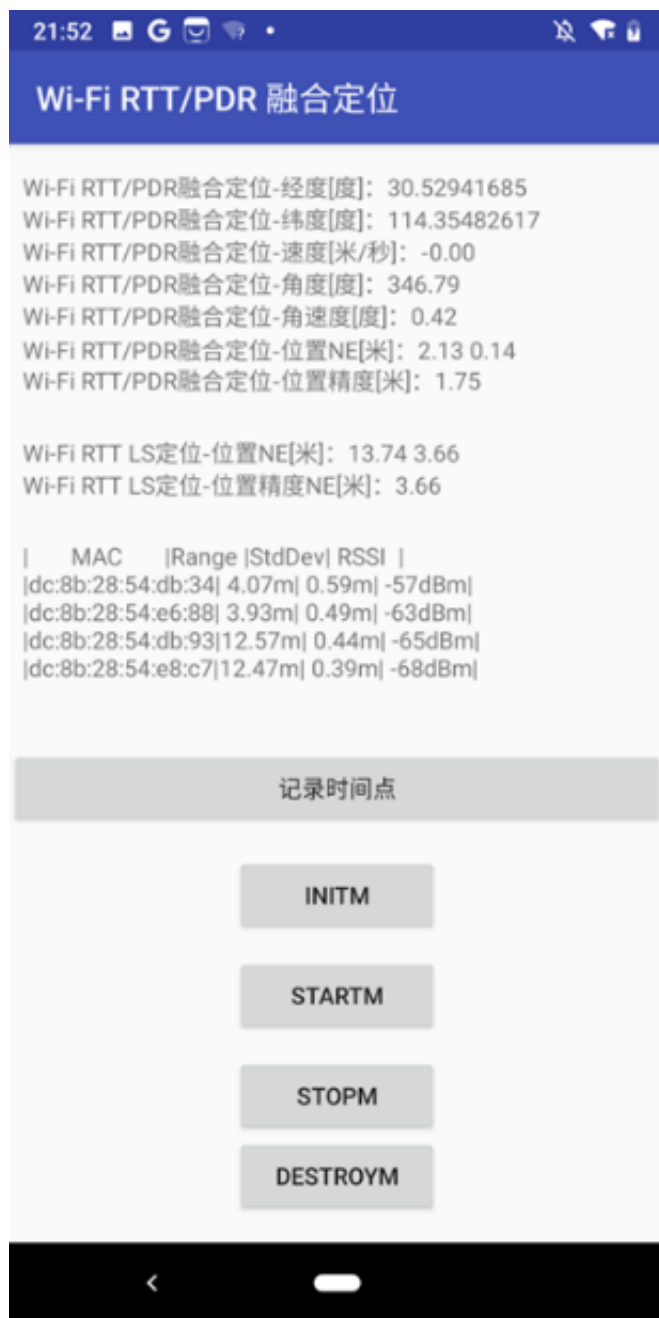 21:52
Wi-Fi RTT/PDR 融合定位
Wi-Fi RTT/PDR融合定位-经度[度]：30.52941685
Wi-Fi RTT/PDR融合定位-纬度[度]：114.35482617
Wi-Fi RTT/PDR融合定位-速度[米/秒]：-0.00
Wi-Fi RTT/PDR融合定位-角度[度]：346.79
Wi-Fi RTT/PDR融合定位-角速度[度]：0.42
Wi-Fi RTT/PDR融合定位-位置NE[米]：2.13 0.14
Wi-Fi RTT/PDR融合定位-位置精度[米]：1.75
Wi-Fi RTT LS定位-位置NE[米]：13.74 3.66
Wi-Fi RTT LS定位-位置精度NE[米]：3.66
| MAC |Range |StdDev| RSSI |
|dc:8b:28:54:db:34| 4.07m| 0.59m| -57dBm|
|dc:8b:28:54:e6:88| 3.93m| 0.49m| -63dBm|
|dc:8b:28:54:db:93|12.57m| 0.44m| -65dBm|
|dc:8b:28:54:e8:c7|12.47m| 0.39m| -68dBm|
记录时间点
INITM
STARTM
STOPM
DESTROYM